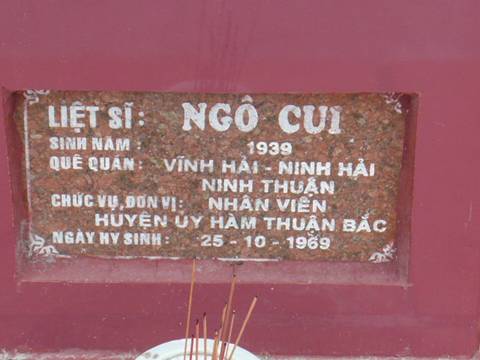 LIỆT SĨ: NGÔ CUI
SINH NĂM: 1939
QUÊ QUÁN: VĨNH HẢI - NINH HẢI
NINH THUẬN
CHỨC VỤ, ĐƠN VỊ: NHÂN VIÊN
HUYỆN ỦY HÀM THUẬN BẮC
NGÀY HY SINH: 25 - 10 - 1969